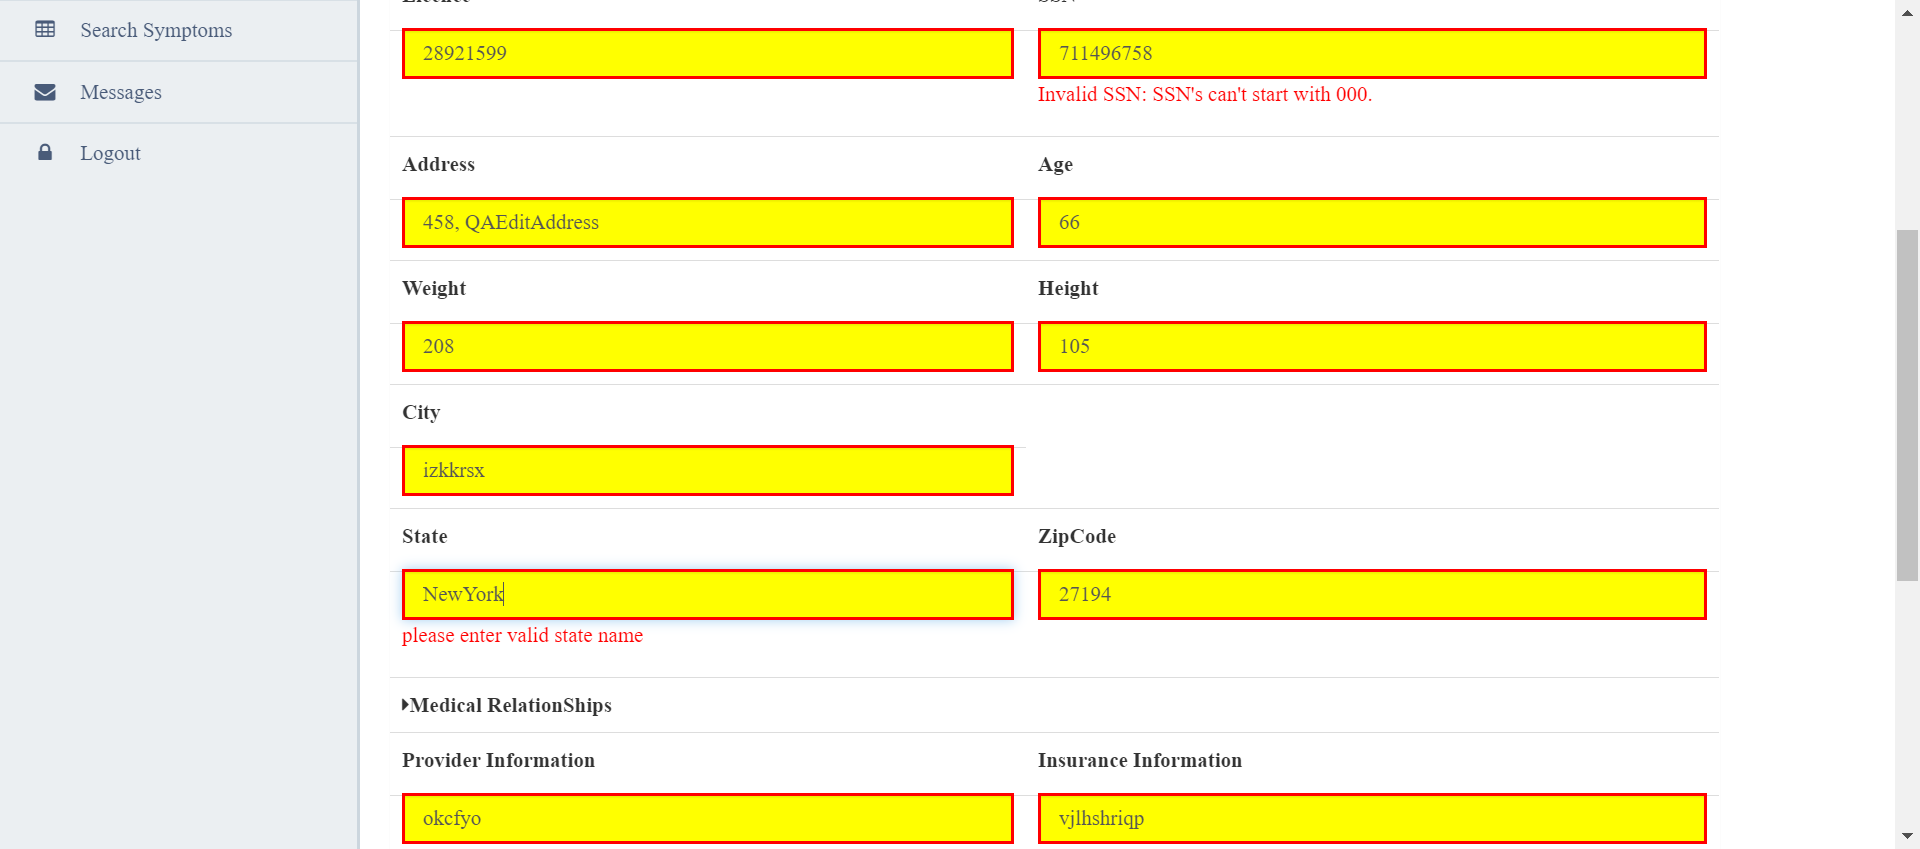 Search Symptoms
Messages
Logout
Licence
SSN
28921599
711496758
Invalid SSN: SSN's can't start with 000.
Address
Age
458, QAEditAddress
66
Weight
Height
208
105
City
izkkrsx
State
ZipCode
NewYork
27194
please enter valid state name
Medical RelationShips
Provider Information
Insurance Information
okcfyo
vjlhshriqp